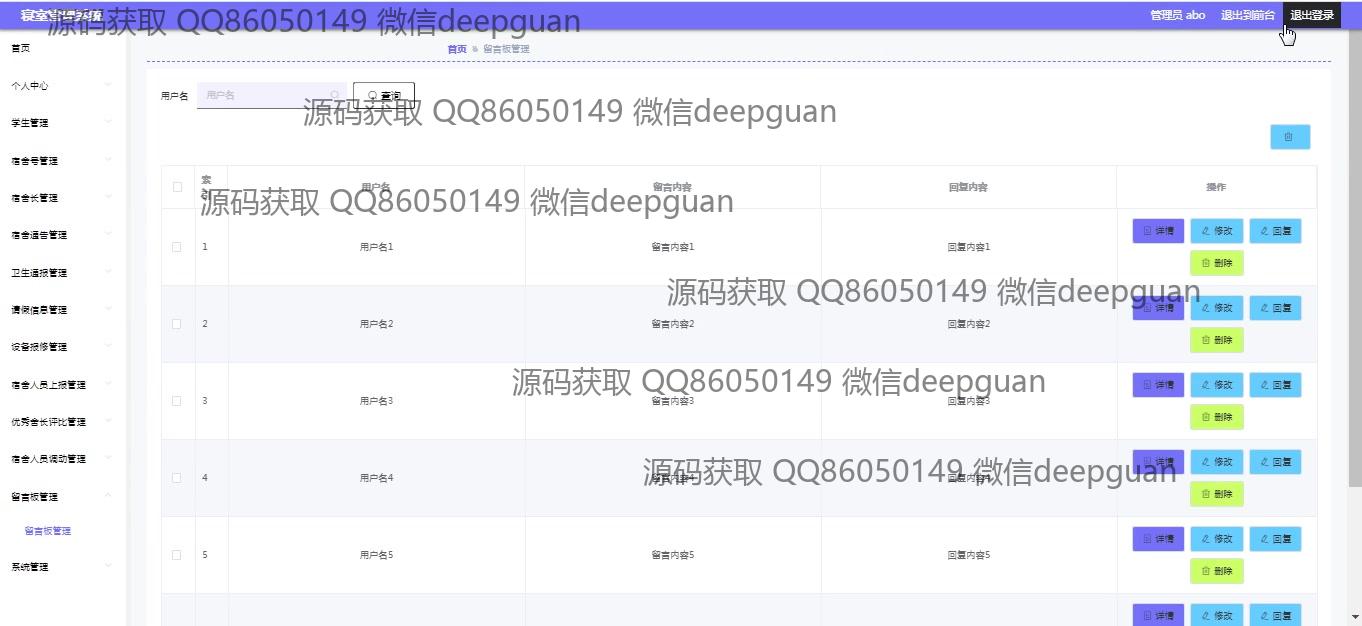 寝室管理系统
管理员 abo 退出到前台 退出登录
源码获取 QQ86050149 微信deepguan
首页
个人中心
学生管理
宿舍号管理
宿舍长管理
宿舍通告管理
卫生通报管理
请假信息管理
设备报修管理
宿舍人员上报管理
优秀舍长评比管理
宿舍人员调动管理
留言板管理
留言板管理
系统管理
首页 留言板管理
用户名 用户名 查询
源码获取 QQ86050149 微信deepguan
索引 用户名 留言内容 回复内容 操作
源码获取 QQ86050149 微信deepguan
1 用户名1 留言内容1 回复内容1 详情 修改 回复
删除
源码获取 QQ86050149 微信deepguan
2 用户名2 留言内容2 回复内容2 详情 修改 回复
删除
源码获取 QQ86050149 微信deepguan
3 用户名3 留言内容3 回复内容3 详情 修改 回复
删除
源码获取 QQ86050149 微信deepguan
4 用户名4 留言内容4 回复内容4 详情 修改 回复
删除
5 用户名5 留言内容5 回复内容5 详情 修改 回复
删除
详情 修改 回复